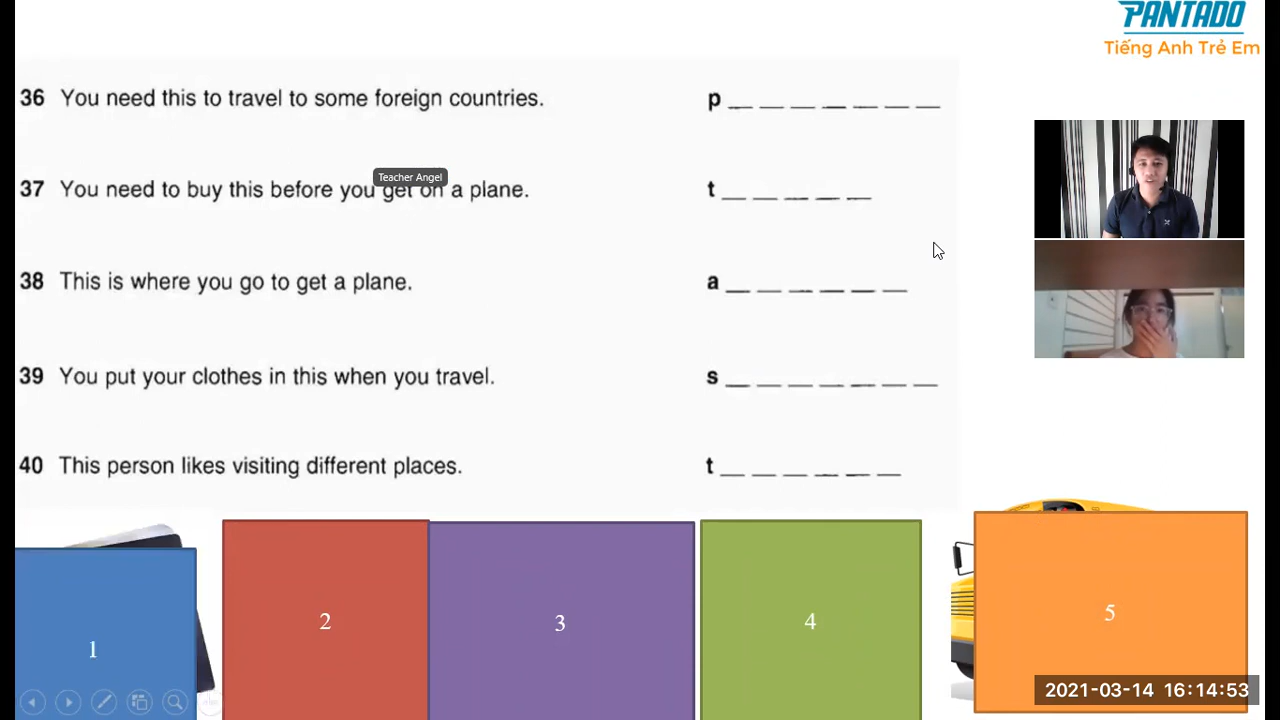 PANTADO
Tiếng Anh Trẻ Em
36 You need this to travel to some foreign countries. p _ _ _ _ _ _ _
Teacher Angel
37 You need to buy this before you get on a plane. t _ _ _ _ _
38 This is where you go to get a plane. a _ _ _ _ _ _
39 You put your clothes in this when you travel. s _ _ _ _ _ _ _
40 This person likes visiting different places. t _ _ _ _ _ _
1
2
3
4
5
2021-03-14 16:14:53